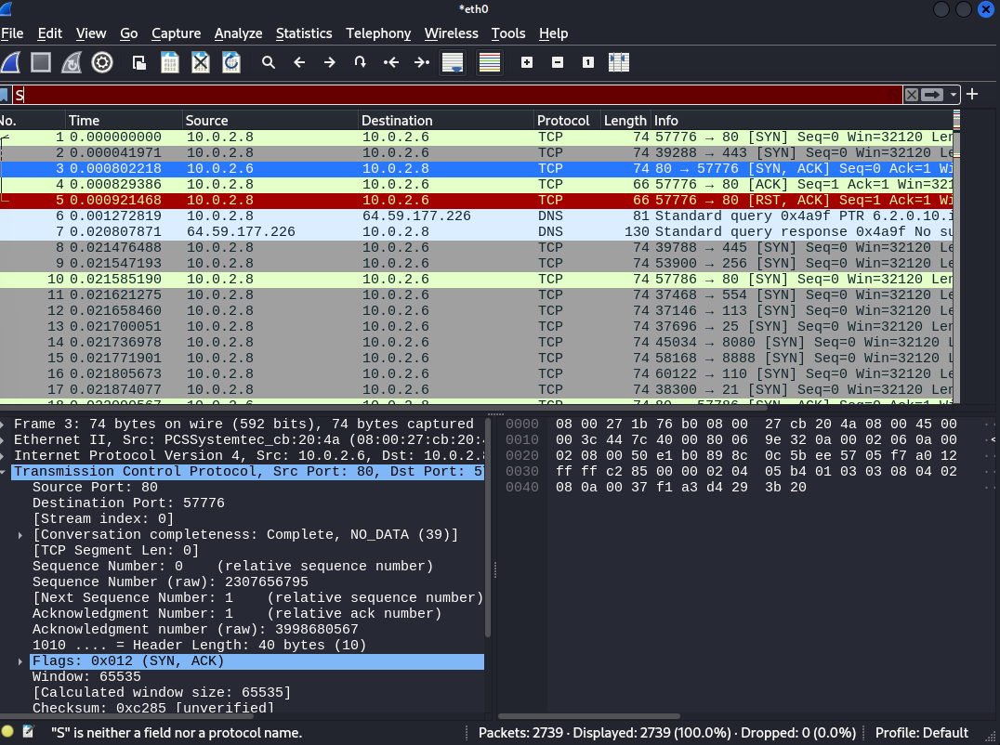 *eth0
File Edit View Go Capture Analyze Statistics Telephony Wireless Tools Help
S
No. Time Source Destination Protocol Length Info
1 0.000000000 10.0.2.8 10.0.2.6 TCP 74 57776 → 80 [SYN] Seq=0 Win=32120 Len
2 0.000041971 10.0.2.8 10.0.2.6 TCP 74 39288 → 443 [SYN] Seq=0 Win=32120 Le
3 0.000802218 10.0.2.6 10.0.2.8 TCP 74 80 → 57776 [SYN, ACK] Seq=0 Ack=1 Wi
4 0.000829386 10.0.2.8 10.0.2.6 TCP 66 57776 → 80 [ACK] Seq=1 Ack=1 Win=321
5 0.000921468 10.0.2.8 10.0.2.6 TCP 66 57776 → 80 [RST, ACK] Seq=1 Ack=1 Wi
6 0.001272819 10.0.2.8 64.59.177.226 DNS 81 Standard query 0x4a9f PTR 6.2.0.10.i
7 0.020807871 64.59.177.226 10.0.2.8 DNS 130 Standard query response 0x4a9f No su
8 0.021476488 10.0.2.8 10.0.2.6 TCP 74 39788 → 445 [SYN] Seq=0 Win=32120 Le
9 0.021547193 10.0.2.8 10.0.2.6 TCP 74 53900 → 256 [SYN] Seq=0 Win=32120 Le
10 0.021585190 10.0.2.8 10.0.2.6 TCP 74 57786 → 80 [SYN] Seq=0 Win=32120 Len
11 0.021621275 10.0.2.8 10.0.2.6 TCP 74 37468 → 554 [SYN] Seq=0 Win=32120 Le
12 0.021658460 10.0.2.8 10.0.2.6 TCP 74 37146 → 113 [SYN] Seq=0 Win=32120 Le
13 0.021700051 10.0.2.8 10.0.2.6 TCP 74 37696 → 25 [SYN] Seq=0 Win=32120 Len
14 0.021736978 10.0.2.8 10.0.2.6 TCP 74 45034 → 8080 [SYN] Seq=0 Win=32120 L
15 0.021771901 10.0.2.8 10.0.2.6 TCP 74 58168 → 8888 [SYN] Seq=0 Win=32120 L
16 0.021805673 10.0.2.8 10.0.2.6 TCP 74 60122 → 110 [SYN] Seq=0 Win=32120 Le
17 0.021874077 10.0.2.8 10.0.2.6 TCP 74 38300 → 21 [SYN] Seq=0 Win=32120 Len
Frame 3: 74 bytes on wire (592 bits), 74 bytes captured
Ethernet II, Src: PCSSystemtec_cb:20:4a (08:00:27:cb:20:
Internet Protocol Version 4, Src: 10.0.2.6, Dst: 10.0.2.8
Transmission Control Protocol, Src Port: 80, Dst Port: 5
Source Port: 80
Destination Port: 57776
[Stream index: 0]
[Conversation completeness: Complete, NO_DATA (39)]
[TCP Segment Len: 0]
Sequence Number: 0 (relative sequence number)
Sequence Number (raw): 2307656795
[Next Sequence Number: 1 (relative sequence number)
Acknowledgment Number: 1 (relative ack number)
Acknowledgment number (raw): 3998680567
1010 .... = Header Length: 40 bytes (10)
Flags: 0x012 (SYN, ACK)
Window: 65535
[Calculated window size: 65535]
Checksum: 0xc285 [unverified]
0000 08 00 27 1b 76 b0 08 00 27 cb 20 4a 08 00 45 00
0010 00 3c 44 7c 40 00 80 06 9e 32 0a 00 02 06 0a 00
0020 02 08 00 50 e1 b0 89 8c 0c 5b ee 57 05 f7 a0 12
0030 ff ff c2 85 00 00 02 04 05 b4 01 03 03 08 04 02
0040 08 0a 00 37 f1 a3 d4 29 3b 20
"S" is neither a field nor a protocol name.
Packets: 2739 · Displayed: 2739 (100.0%) · Dropped: 0 (0.0%)
Profile: Default